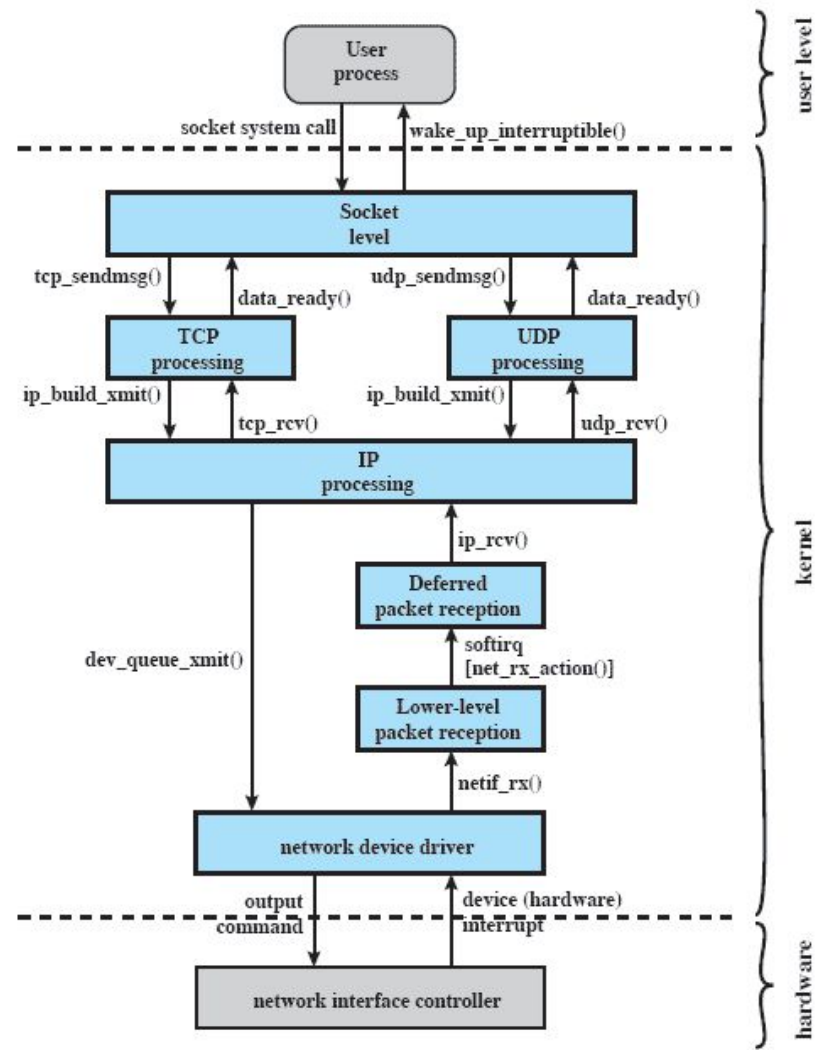 User
process
user level
socket system call
wake_up_interruptible()
Socket
level
tcp_sendmsg()
data_ready()
udp_sendmsg()
data_ready()
TCP
processing
UDP
processing
ip_build_xmit()
tcp_rcv()
ip_build_xmit()
udp_rcv()
IP
processing
ip_rcv()
kernel
Deferred
packet reception
dev_queue_xmit()
softirq
[net_rx_action()]
Lower-level
packet reception
netif_rx()
network device driver
output
command
device (hardware)
interrupt
network interface controller
hardware